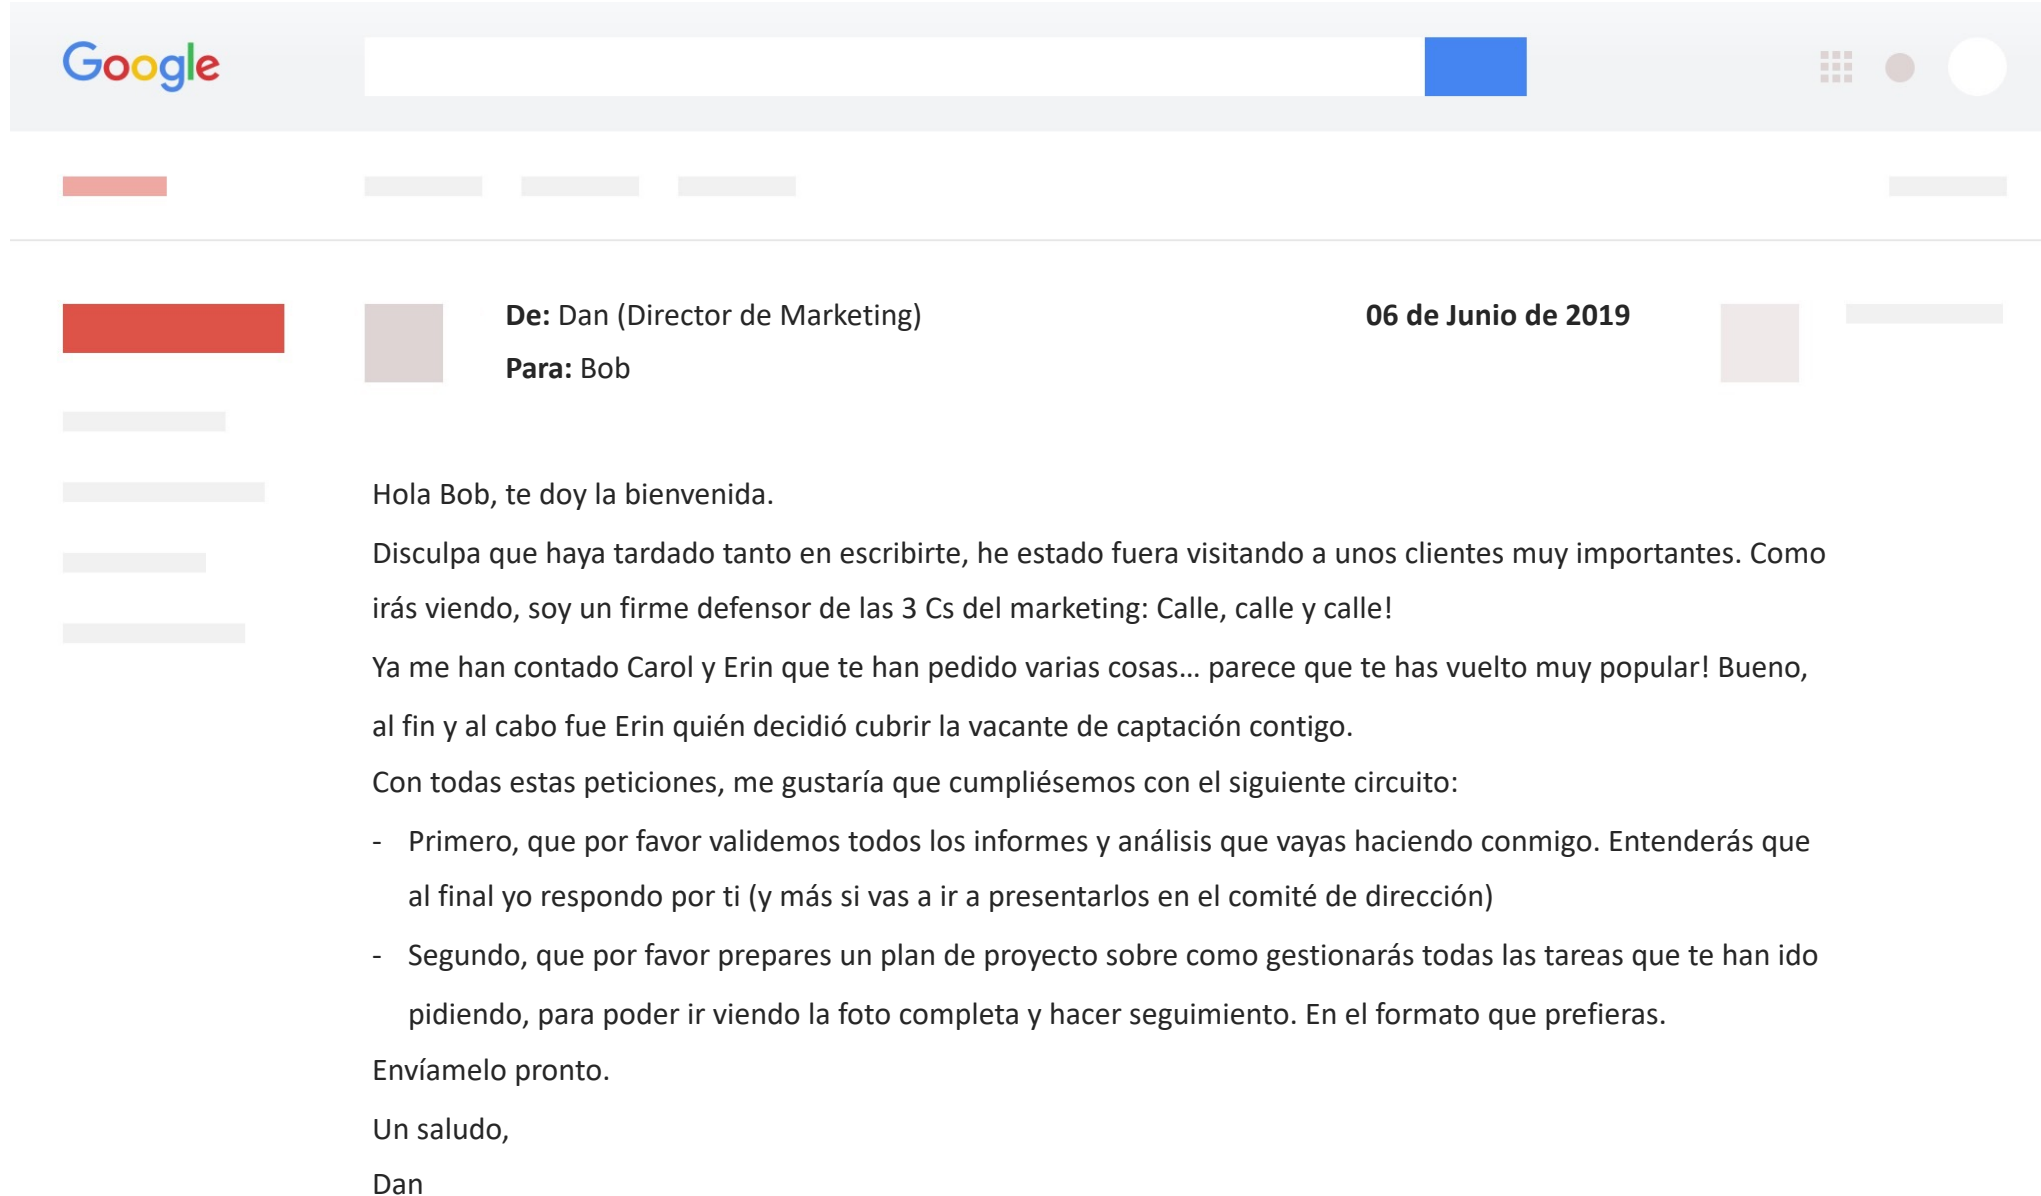 Google
De: Dan (Director de Marketing)
06 de Junio de 2019
Para: Bob
Hola Bob, te doy la bienvenida.
Disculpa que haya tardado tanto en escribirte, he estado fuera visitando a unos clientes muy importantes. Como
irás viendo, soy un firme defensor de las 3 Cs del marketing: Calle, calle y calle!
Ya me han contado Carol y Erin que te han pedido varias cosas... parece que te has vuelto muy popular! Bueno,
al fin y al cabo fue Erin quién decidió cubrir la vacante de captación contigo.
Con todas estas peticiones, me gustaría que cumpliésemos con el siguiente circuito:
- Primero, que por favor validemos todos los informes y análisis que vayas haciendo conmigo. Entenderás que
al final yo respondo por ti (y más si vas a ir a presentarlos en el comité de dirección)
- Segundo, que por favor prepares un plan de proyecto sobre como gestionarás todas las tareas que te han ido
pidiendo, para poder ir viendo la foto completa y hacer seguimiento. En el formato que prefieras.
Envíamelo pronto.
Un saludo,
Dan